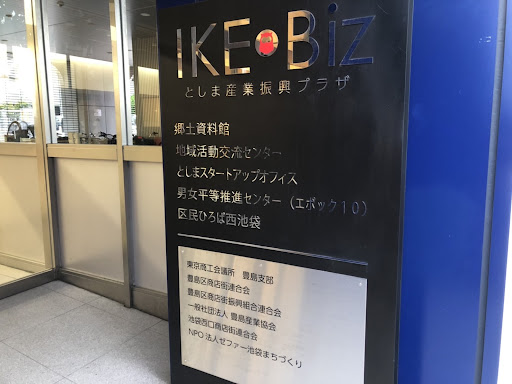 IKE•Biz
としま産業振興プラザ
郷土資料館
地域活動交流センター
としまスタートアップオフィス
男女平等推進センター（エポック10）
区民ひろば西池袋
東京商工会議所 豊島支部
豊島区商店街連合会
豊島区商店街振興組合連合会
一般社団法人 豊島産業協会
池袋西口商店街連合会
NPO法人ゼファー池袋まちづくり